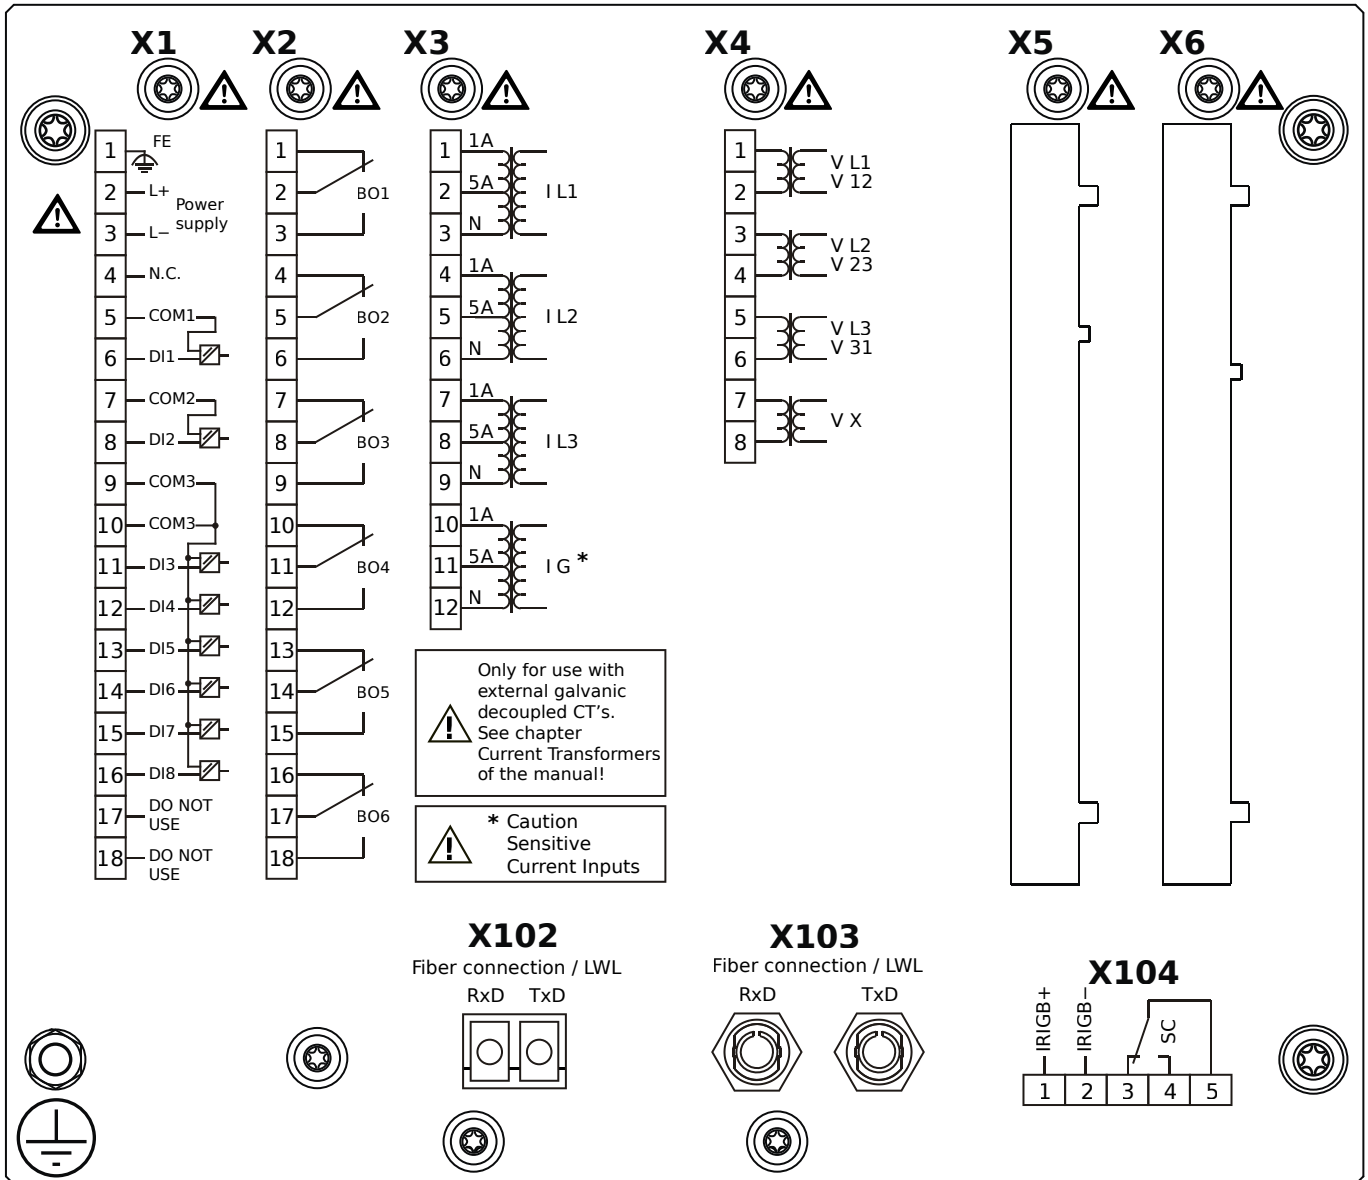 X1
1 FE
2 L+
Power
supply
3 L−
4 N.C.
5 COM1
6 DI1
7 COM2
8 DI2
9 COM3
10 COM3
11 DI3
12 DI4
13 DI5
14 DI6
15 DI7
16 DI8
17 DO NOT
USE
18 DO NOT
USE
X2
1
2 BO1
3
4
5 BO2
6
7
8 BO3
9
10
11 BO4
12
13
14 BO5
15
16
17 BO6
18
X3
1 1A
2 5A I L1
3 N
4 1A
5 5A I L2
6 N
7 1A
8 5A I L3
9 N
10 1A
11 5A I G *
12 N
Only for use with
external galvanic
decoupled CT's.
See chapter
Current Transformers
of the manual!
* Caution
Sensitive
Current Inputs
X4
1 V L1
2 V 12
3 V L2
4 V 23
5 V L3
6 V 31
7 V X
8
X5
X6
X102
Fiber connection / LWL
RxD TxD
X103
Fiber connection / LWL
RxD TxD
X104
IRIGB+
IRIGB−
SC
1 2 3 4 5